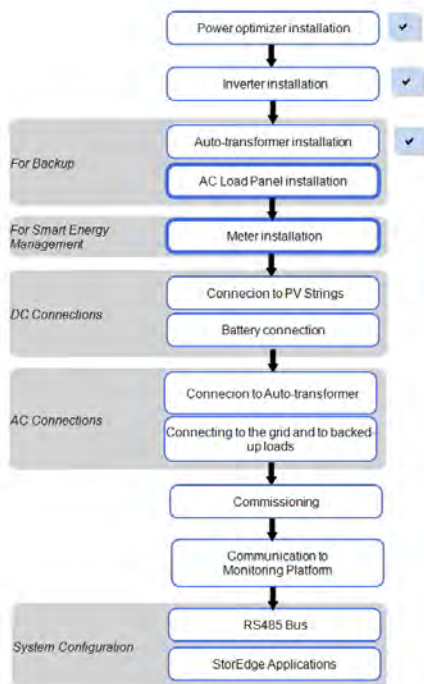 Power optimizer installation
Inverter installation
Auto-transformer installation
For Backup
AC Load Panel installation
For Smart Energy
Management
Meter installation
Connecion to PV Strings
DC Connections
Battery connection
Connecrion to Auto-transformer
AC Connections
Connecting to the grid and to backed-
up loads
Commissioning
Communication to
Monitoring Platform
RS485 Bus
System Configuration
StorEdge Applications